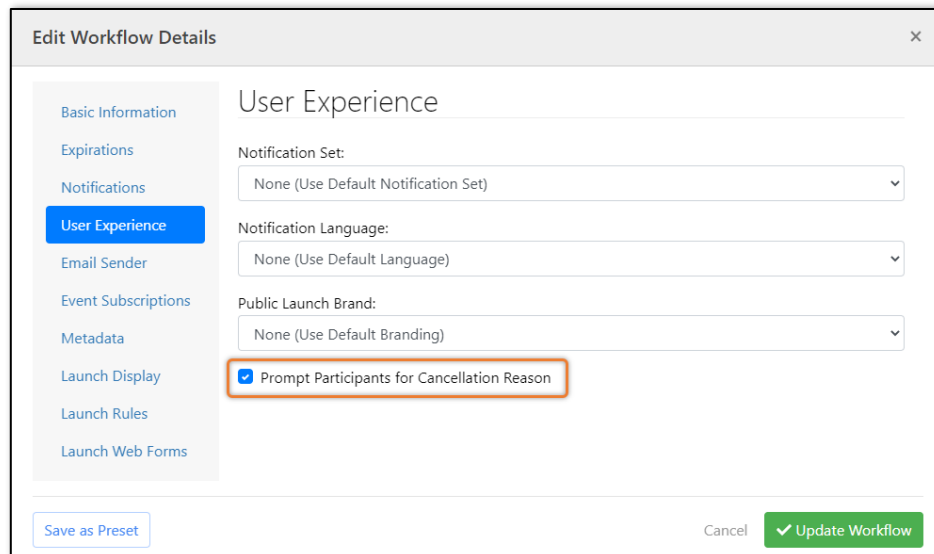 Edit Workflow Details
×
Basic Information
Expirations
Notifications
User Experience
Email Sender
Event Subscriptions
Metadata
Launch Display
Launch Rules
Launch Web Forms
User Experience
Notification Set:
None (Use Default Notification Set)
Notification Language:
None (Use Default Language)
Public Launch Brand:
None (Use Default Branding)
Prompt Participants for Cancellation Reason
Save as Preset
Cancel
Update Workflow